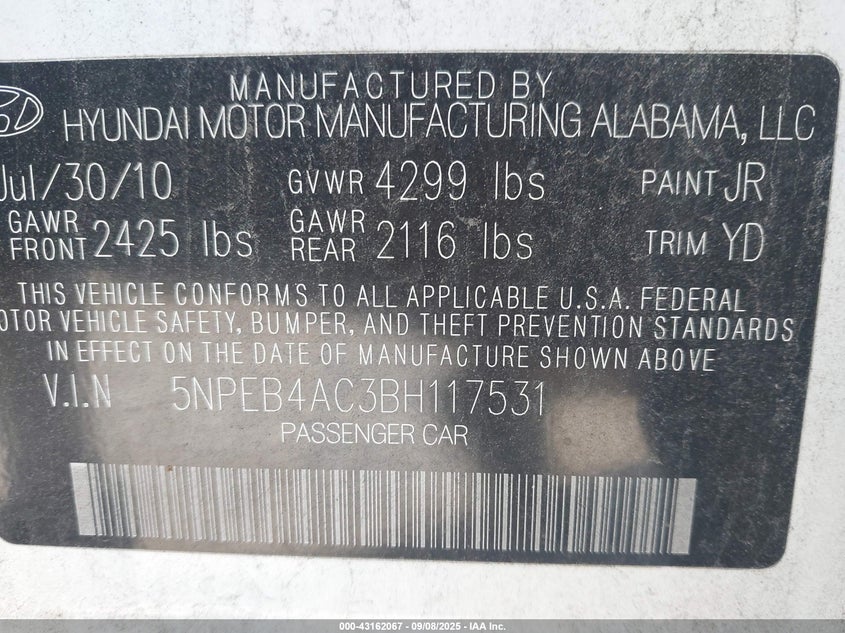 MANUFACTURED BY
HYUNDAI MOTOR MANUFACTURING ALABAMA, LLC
Jul/30/10 GVWR 4299 lbs PAINT JR
GAWR FRONT 2425 lbs GAWR REAR 2116 lbs TRIM YD
THIS VEHICLE CONFORMS TO ALL APPLICABLE U.S.A. FEDERAL
MOTOR VEHICLE SAFETY, BUMPER, AND THEFT PREVENTION STANDARDS
IN EFFECT ON THE DATE OF MANUFACTURE SHOWN ABOVE
V.I.N 5NPEB4AC3BH117531
PASSENGER CAR
000-43162067 - 09/08/2025 - IAA Inc.